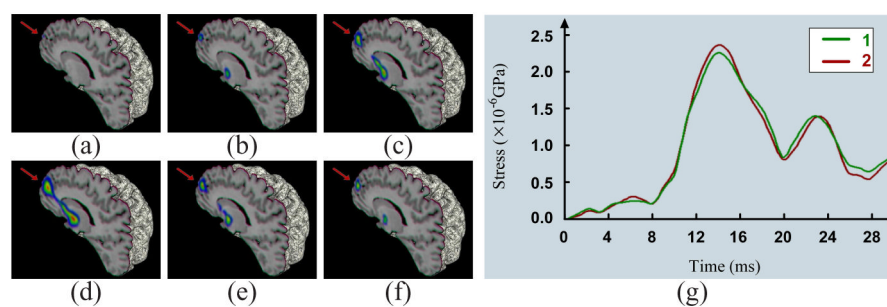 (a)
(b)
(c)
(d)
(e)
(f)
Stress (×10⁻⁶GPa)
2.5
2.0
1.5
1.0
0.5
0.0
0 4 8 12 16 20 24 28
Time (ms)
1
2
(g)